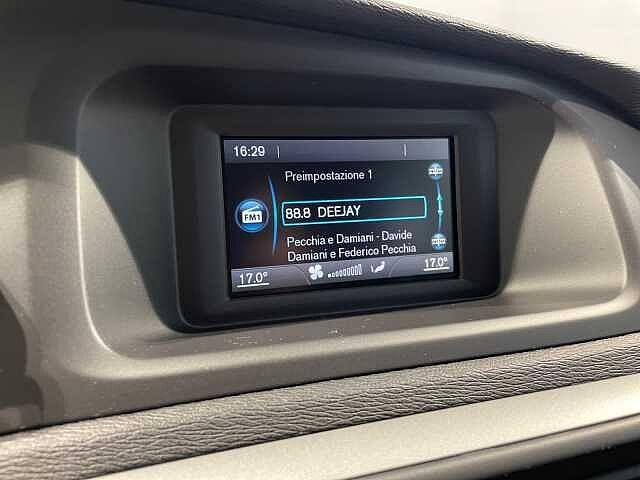 16:29
Preimpostazione 1
FM1
88.8 DEEJAY
Pecchia e Damiani - Davide
Damiani e Federico Pecchia
17.0° 17.0°